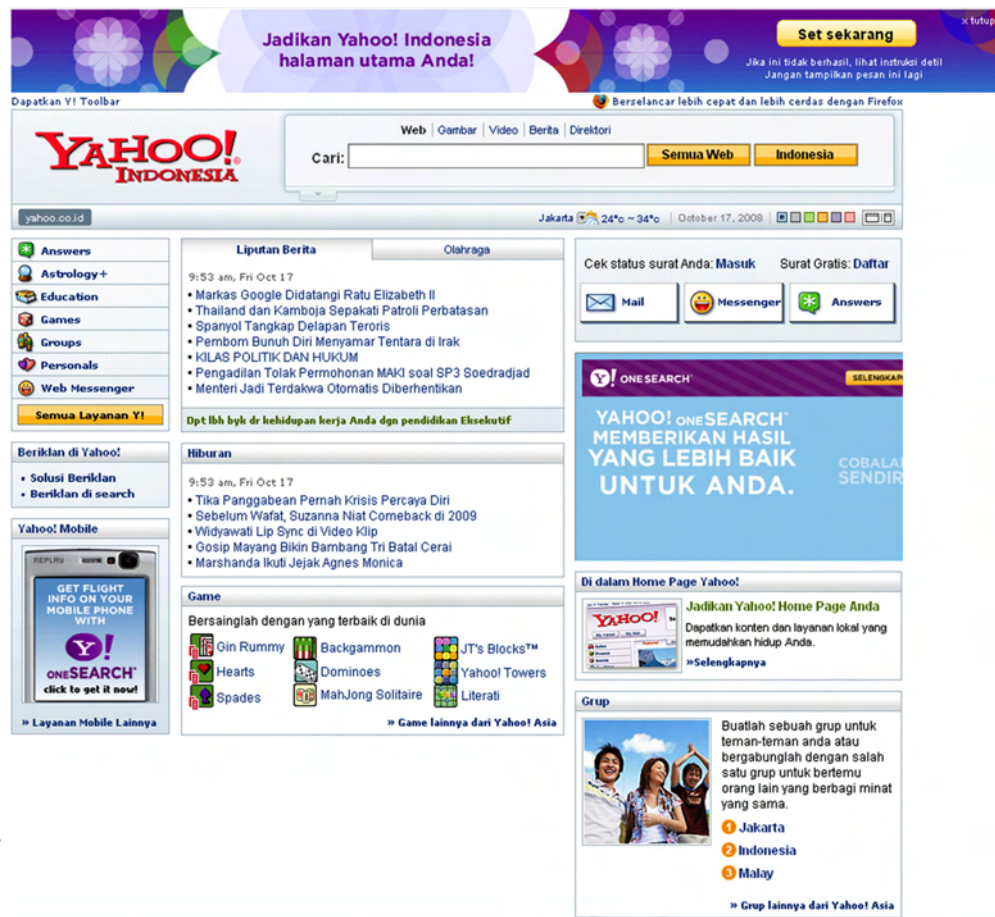 Jadikan Yahoo! Indonesia
halaman utama Anda!
Set sekarang
x tutup
Jika ini tidak berhasil, lihat instruksi detil
Jangan tampilkan pesan ini lagi
Dapatkan Y! Toolbar
Berselancar lebih cepat dan lebih cerdas dengan Firefox
YAHOO!
INDONESIA
Web | Gambar | Video | Berita | Direktori
Cari:
Semua Web
Indonesia
yahoo.co.id
Jakarta 24°c ~ 34°c | October 17, 2008
Answers
Astrology+
Education
Games
Groups
Personals
Web Messenger
Semua Layanan Y!
Beriklan di Yahoo!
• Solusi Beriklan
• Beriklan di search
Yahoo! Mobile
REPLAY
GET FLIGHT
INFO ON YOUR
MOBILE PHONE
WITH
Y!
ONESEARCH™
click to get it now!
» Layanan Mobile Lainnya
Liputan Berita
Olahraga
9:53 am, Fri Oct 17
• Markas Google Didatangi Ratu Elizabeth II
• Thailand dan Kamboja Sepakati Patroli Perbatasan
• Spanyol Tangkap Delapan Teroris
• Pembom Bunuh Diri Menyamar Tentara di Irak
• KILAS POLITIK DAN HUKUM
• Pengadilan Tolak Permohonan MAKI soal SP3 Soedradjad
• Menteri Jadi Terdakwa Otomatis Diberhentikan
Dpt lbh byk dr kehidupan kerja Anda dgn pendidikan Eksekutif
Hiburan
9:53 am, Fri Oct 17
• Tika Panggabean Pernah Krisis Percaya Diri
• Sebelum Wafat, Suzanna Niat Comeback di 2009
• Widyawati Lip Sync di Video Klip
• Gosip Mayang Bikin Bambang Tri Batal Cerai
• Marshanda Ikuti Jejak Agnes Monica
Game
Bersainglah dengan yang terbaik di dunia
Gin Rummy
Backgammon
JT's Blocks™
Hearts
Dominoes
Yahoo! Towers
Spades
MahJong Solitaire
Literati
» Game lainnya dari Yahoo! Asia
Cek status surat Anda: Masuk
Surat Gratis: Daftar
Mail
Messenger
Answers
Y! ONESEARCH™
SELENGKAP
YAHOO! ONESEARCH™
MEMBERIKAN HASIL
YANG LEBIH BAIK
UNTUK ANDA.
COBALA
SENDIR
Di dalam Home Page Yahoo!
YAHOO!
Jadikan Yahoo! Home Page Anda
Dapatkan konten dan layanan lokal yang
memudahkan hidup Anda.
»Selengkapnya
Grup
Buatlah sebuah grup untuk
teman-teman anda atau
bergabunglah dengan salah
satu grup untuk bertemu
orang lain yang berbagi minat
yang sama.
1 Jakarta
2 Indonesia
3 Malay
» Grup lainnya dari Yahoo! Asia